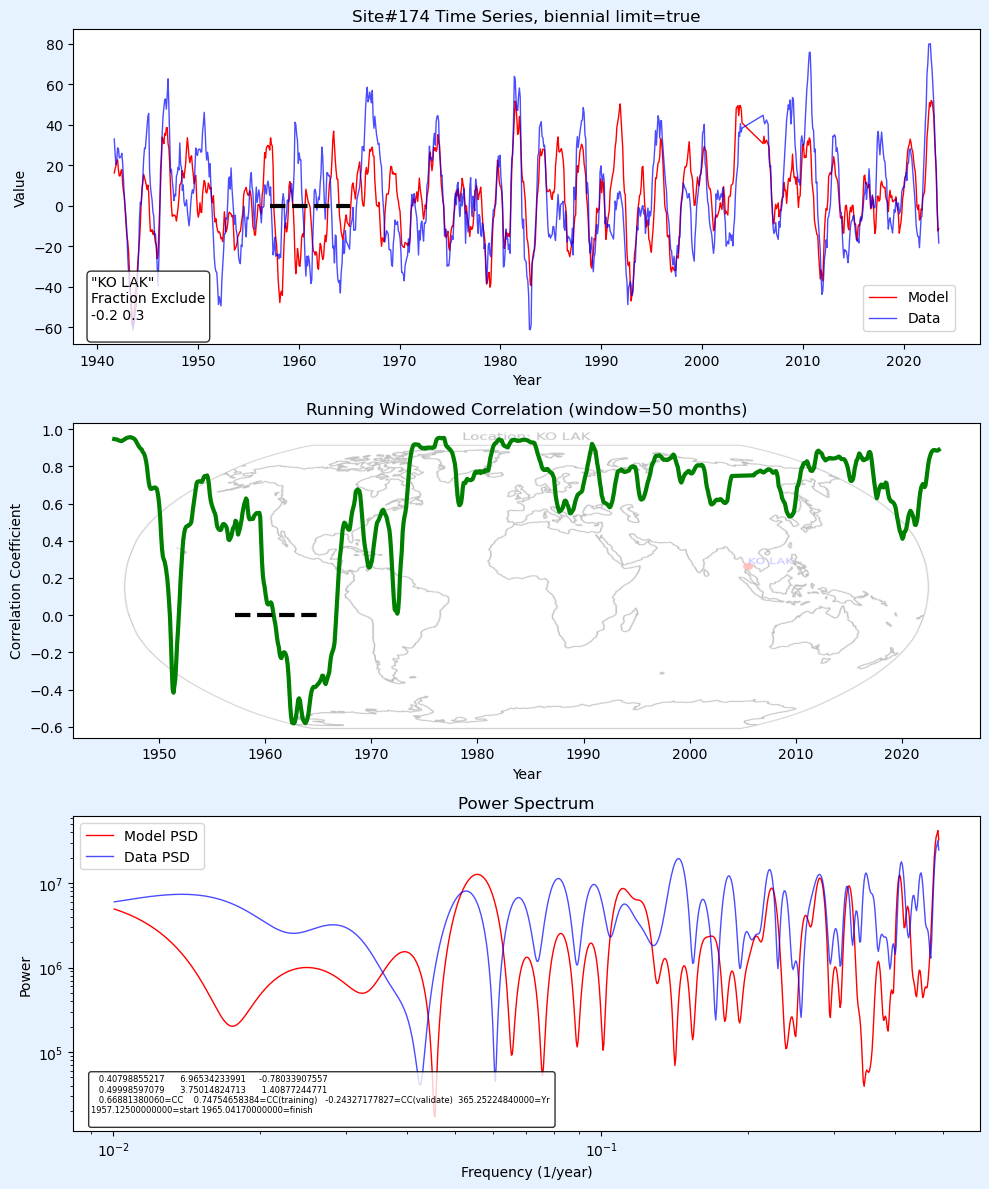 Site#174 Time Series, biennial limit=true
Value
80
60
40
20
0
−20
−40
−60
"KO LAK"
Fraction Exclude
-0.2 0.3
Model
Data
1940
1950
1960
1970
1980
1990
2000
2010
2020
Year
Running Windowed Correlation (window=50 months)
Location: KO LAK
Correlation Coefficient
1.0
0.8
0.6
0.4
0.2
0.0
−0.2
−0.4
−0.6
KO LAK
1950
1960
1970
1980
1990
2000
2010
2020
Year
Power Spectrum
Model PSD
Data PSD
Power
10⁷
10⁶
10⁵
0.40798855217 6.96534233991 -0.78033907557
0.49998597079 3.75014824713 1.40877244771
0.66881380060=CC 0.74754658384=CC(training) -0.24327177827=CC(validate) 365.25224840000=Yr
1957.12500000000=start 1965.04170000000=finish
10⁻²
10⁻¹
Frequency (1/year)